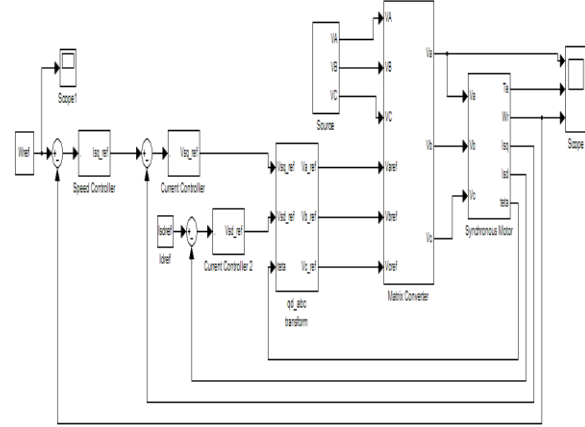 Scope1
Wref
+
-
Isq_ref
Speed Controller
+
-
Vsq_ref
Current Controller
Isdref
Idref
+
-
Vsd_ref
Current Controller 2
Vsq_ref
Vsd_ref
teta
Va_ref
Vb_ref
Vc_ref
qd_abc
transform
VA
VB
VC
Source
VA
VB
VC
Varef
Vbref
Vcref
Va
Vb
Vc
Matrix Converter
Va
Vb
Vc
Te
Wr
Isq
Isd
teta
Synchronous Motor
Scope